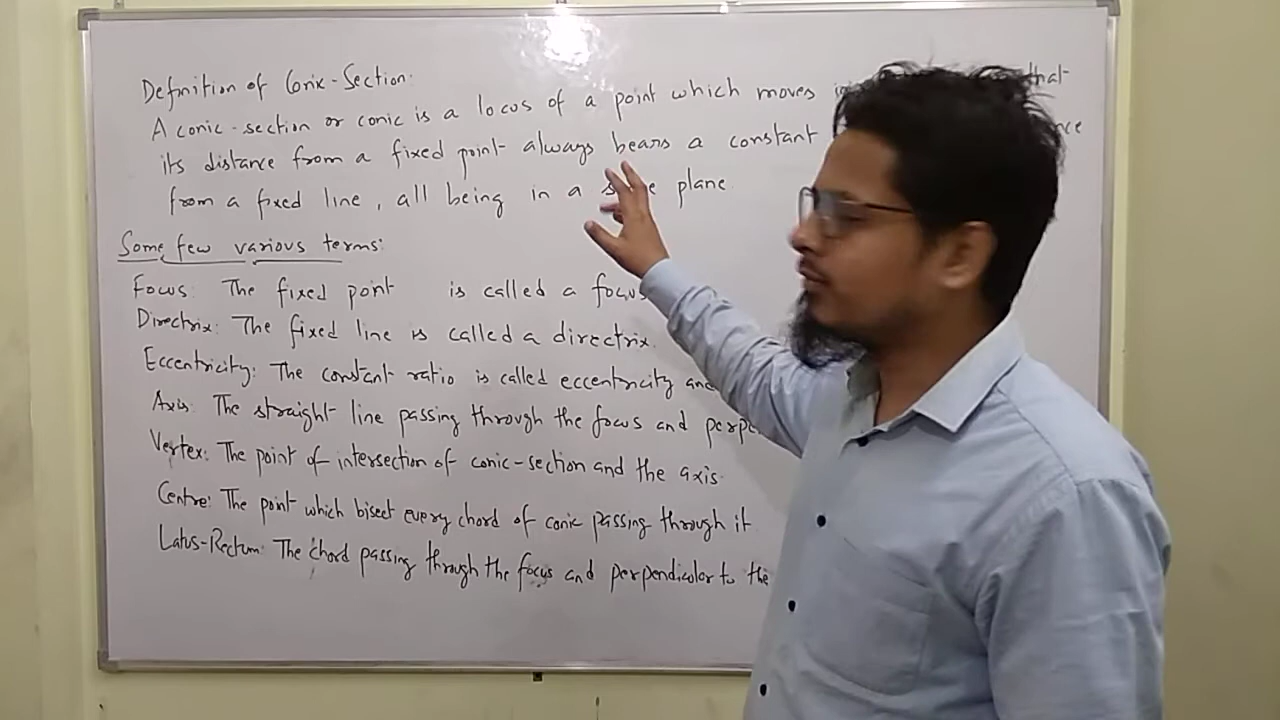 Definition of Conix-Section:
A conic-section or conic is a locus of a point which moves that
its distance from a fixed point always bears a constant
from a fixed line, all being in a plane.
Some few various terms:
Focus: The fixed point is called a focus
Directrix: The fixed line is called a directrix.
Eccentricity: The constant ratio is called eccentricity and
Axis: The straight line passing through the focus and
Vertex: The point of intersection of conic-section and the axis.
Centre: The point which bisect every chord of conic passing through it
Latus-Rectum: The chord passing through the focus and perpendicular to the